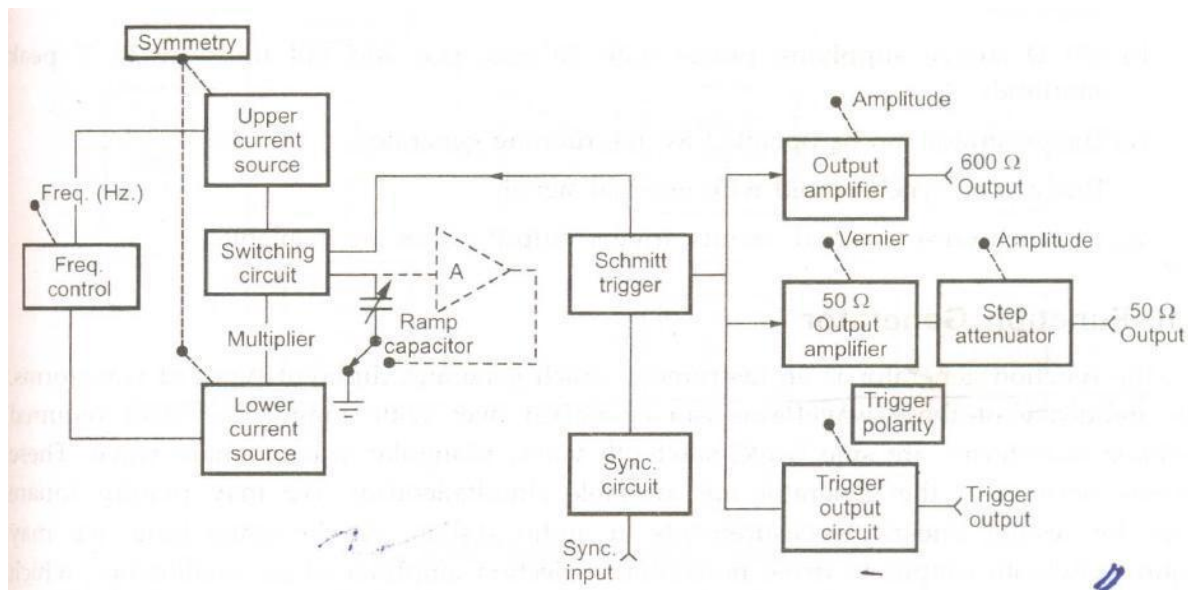 Symmetry
Upper
current
source
Freq. (Hz.)
Freq.
control
Switching
circuit
Multiplier
Lower
current
source
A
Ramp
capacitor
Schmitt
trigger
Sync.
circuit
Sync.
input
Amplitude
Output
amplifier
600 Ω
Output
Vernier
50 Ω
Output
amplifier
Amplitude
Step
attenuator
50 Ω
Output
Trigger
polarity
Trigger
output
circuit
Trigger
output